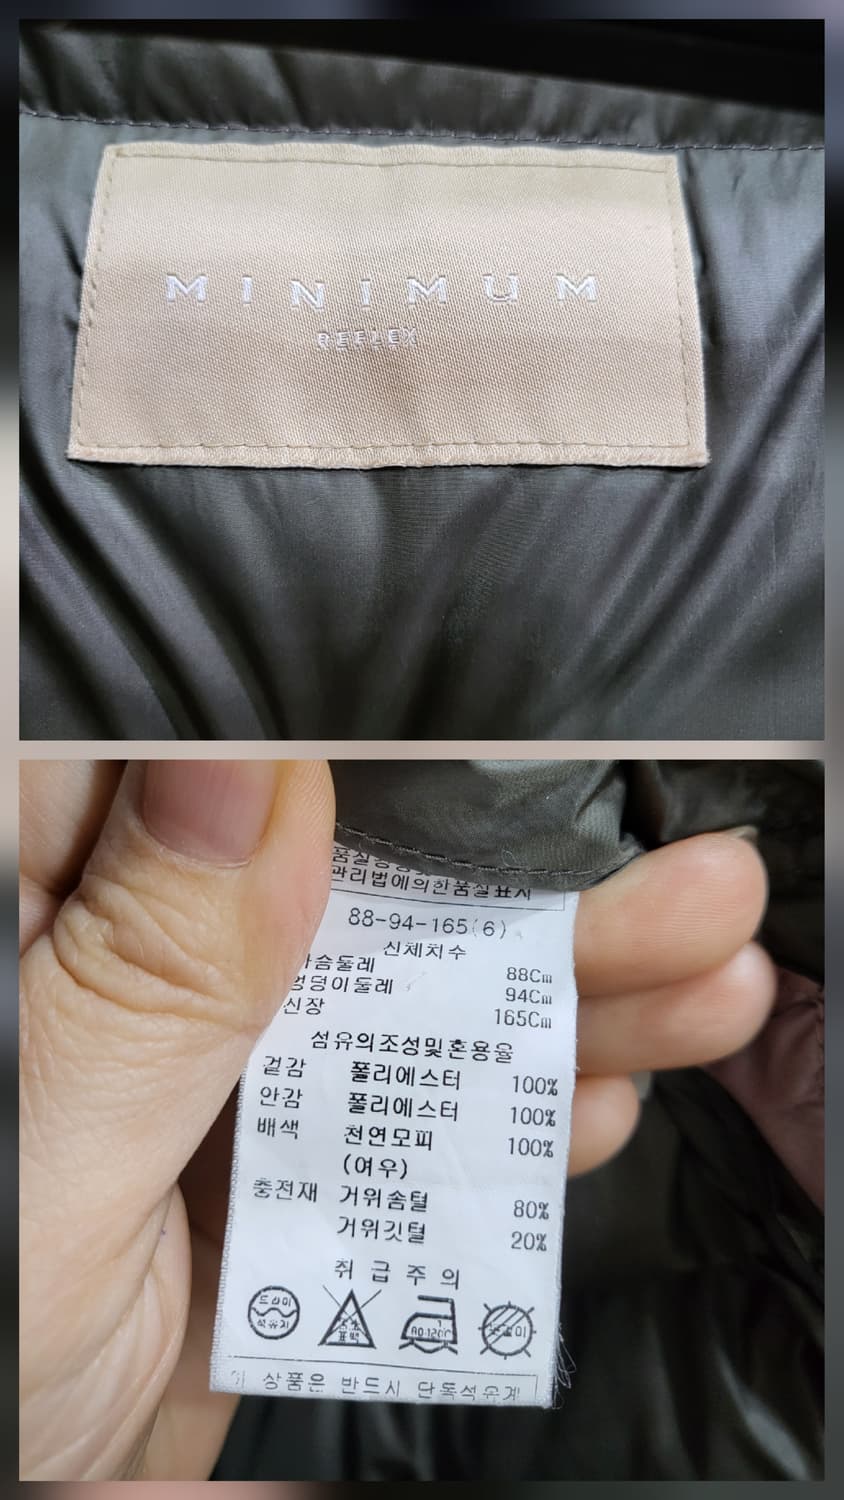 MINIMUM
REFLEX
관리법에의한품질표시
88-94-165(6)
신체치수
가슴둘레 88Cm
엉덩이둘레 94Cm
신장 165Cm
섬유의조성및혼용율
겉감 폴리에스터 100%
안감 폴리에스터 100%
배색 천연모피 100%
(여우)
충전재 거위솜털 80%
거위깃털 20%
취급주의
드라이
석유계
염소
표백
상품은 반드시 단독석유계